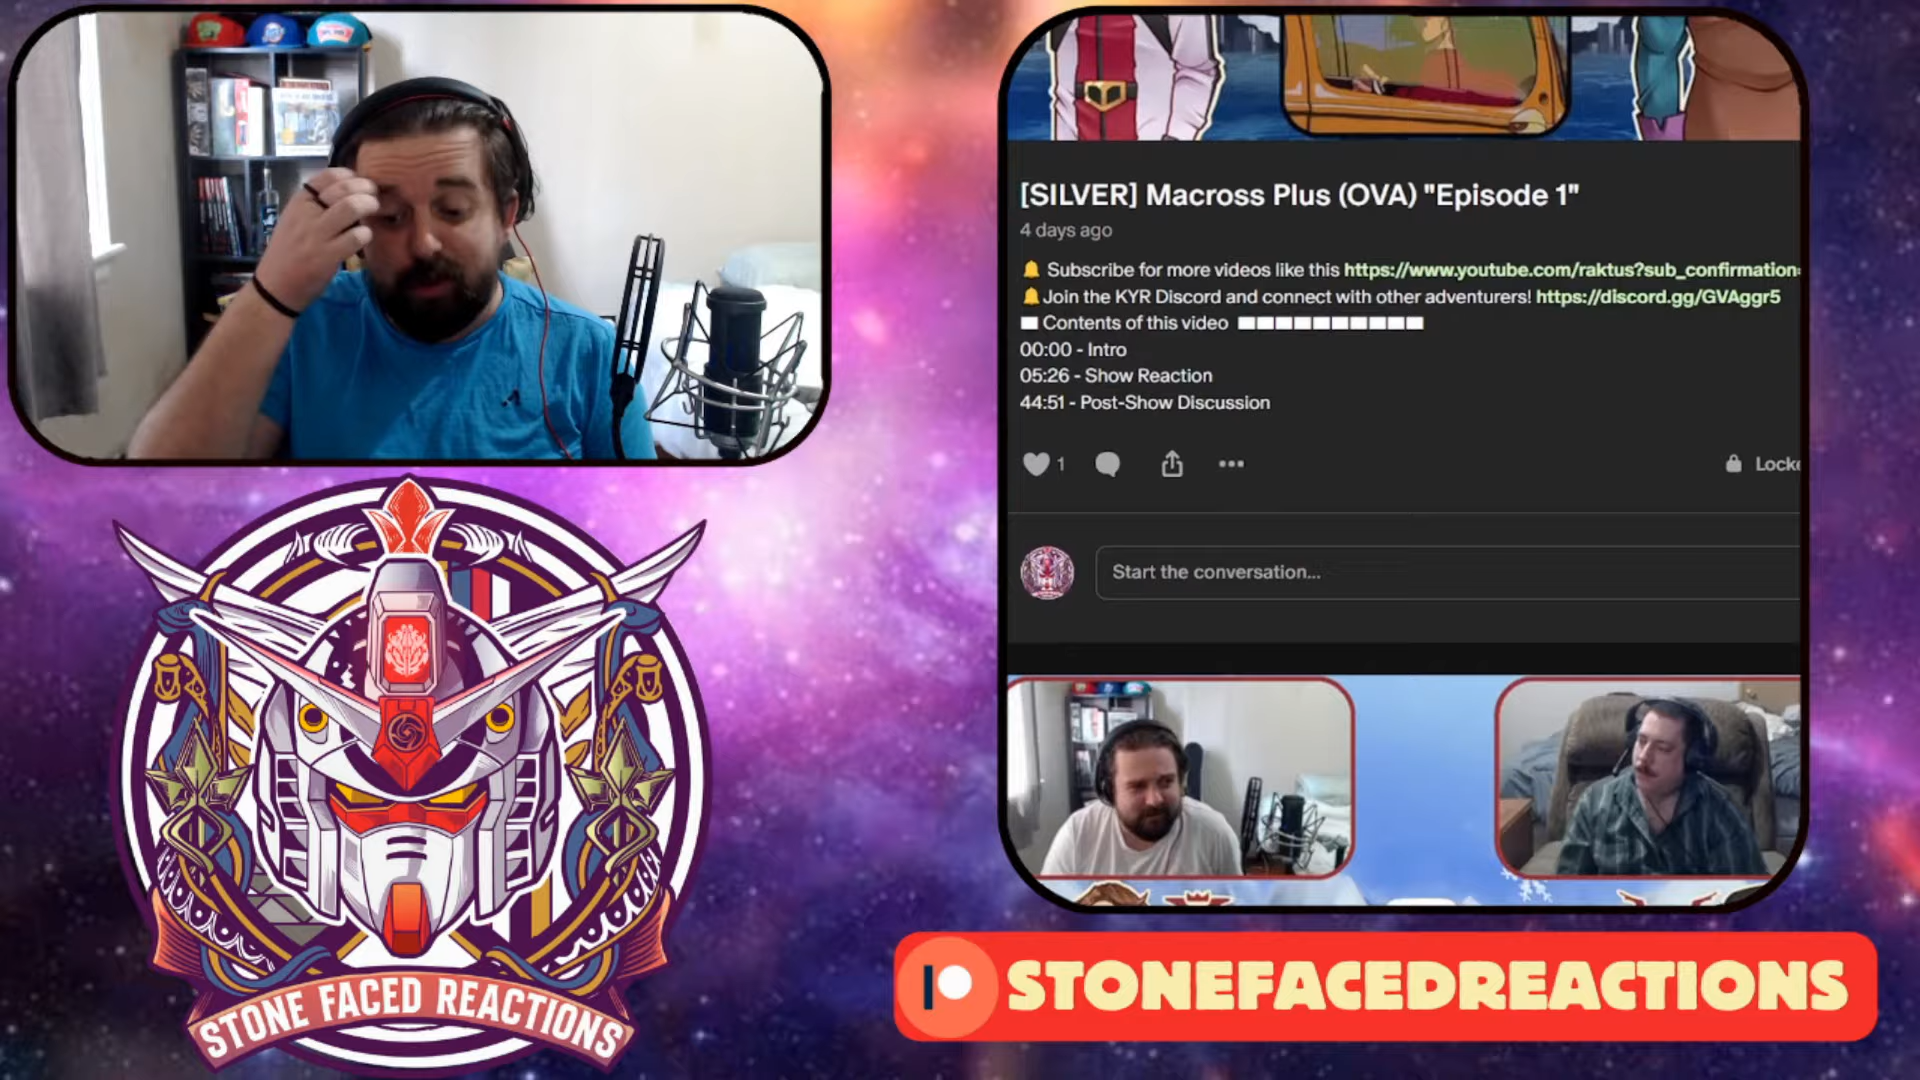 [SILVER] Macross Plus (OVA) "Episode 1"
4 days ago
🔔 Subscribe for more videos like this https://www.youtube.com/raktus?sub_confirmation=
🔔Join the KYR Discord and connect with other adventurers! https://discord.gg/GVAggr5
Contents of this video
00:00 - Intro
05:26 - Show Reaction
44:51 - Post-Show Discussion
1
Locke
Start the conversation...
STONE FACED REACTIONS
STONEFACEDREACTIONS